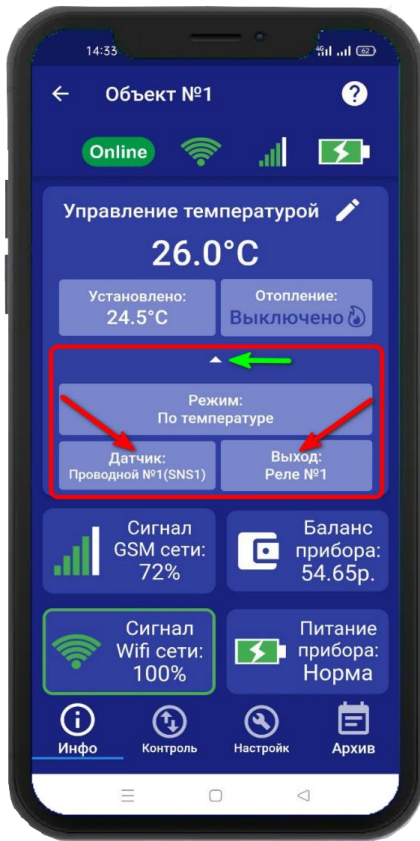 14:33
4G
62
Объект №1
?
Online
Управление температурой
26.0°C
Установлено:
24.5°C
Отопление:
Выключено
Режим:
По температуре
Датчик:
Проводной №1(SNS1)
Выход:
Реле №1
Сигнал
GSM сети:
72%
Баланс
прибора:
54.65р.
Сигнал
Wifi сети:
100%
Питание
прибора:
Норма
Инфо
Контроль
Настройк
Архив